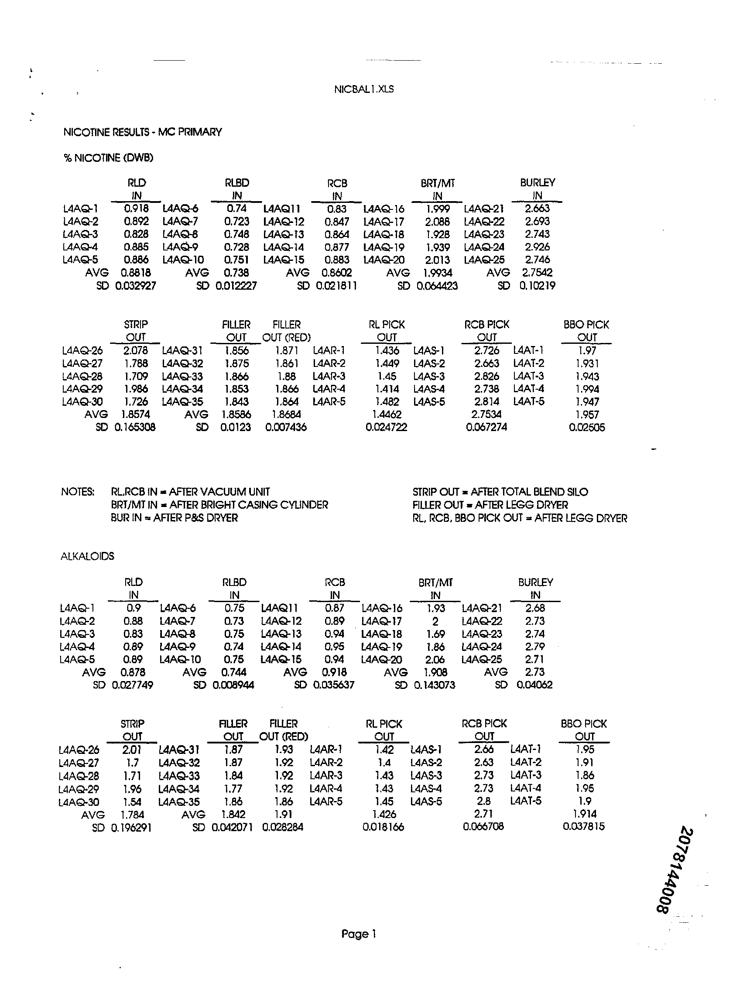 NICBAL1.XLS
NICOTINE RESULTS - MC PRIMARY
% NICOTINE (DWB)
RLD RLBD RCB BRT/MT BURLEY
IN IN IN IN IN
L4AQ-1 0.918 L4AQ-6 0.74 L4AQ11 0.83 L4AQ-16 1.999 L4AQ-21 2.663
L4AQ-2 0.892 L4AQ-7 0.723 L4AQ-12 0.847 L4AQ-17 2.088 L4AQ-22 2.693
L4AQ-3 0.828 L4AQ-8 0.748 L4AQ-13 0.864 L4AQ-18 1.928 L4AQ-23 2.743
L4AQ-4 0.885 L4AQ-9 0.728 L4AQ-14 0.877 L4AQ-19 1.939 L4AQ-24 2.926
L4AQ-5 0.886 L4AQ-10 0.751 L4AQ-15 0.883 L4AQ-20 2.013 L4AQ-25 2.746
AVG 0.8818 AVG 0.738 AVG 0.8602 AVG 1.9934 AVG 2.7542
SD 0.032927 SD 0.012227 SD 0.021811 SD 0.064423 SD 0.10219
STRIP FILLER FILLER RL PICK RCB PICK BBO PICK
OUT OUT OUT (RED) OUT OUT OUT
L4AQ-26 2.078 L4AQ-31 1.856 1.871 L4AR-1 1.436 L4AS-1 2.726 L4AT-1 1.97
L4AQ-27 1.788 L4AQ-32 1.875 1.861 L4AR-2 1.449 L4AS-2 2.663 L4AT-2 1.931
L4AQ-28 1.709 L4AQ-33 1.866 1.88 L4AR-3 1.45 L4AS-3 2.826 L4AT-3 1.943
L4AQ-29 1.986 L4AQ-34 1.853 1.866 L4AR-4 1.414 L4AS-4 2.738 L4AT-4 1.994
L4AQ-30 1.726 L4AQ-35 1.843 1.864 L4AR-5 1.482 L4AS-5 2.814 L4AT-5 1.947
AVG 1.8574 AVG 1.8586 1.8684 1.4462 2.7534 1.957
SD 0.165308 SD 0.0123 0.007436 0.024722 0.067274 0.02505
NOTES: RL,RCB IN = AFTER VACUUM UNIT STRIP OUT = AFTER TOTAL BLEND SILO
BRT/MT IN = AFTER BRIGHT CASING CYLINDER FILLER OUT = AFTER LEGG DRYER
BUR IN = AFTER P&S DRYER RL, RCB, BBO PICK OUT = AFTER LEGG DRYER
ALKALOIDS
RLD RLBD RCB BRT/MT BURLEY
IN IN IN IN IN
L4AQ-1 0.9 L4AQ-6 0.75 L4AQ11 0.87 L4AQ-16 1.93 L4AQ-21 2.68
L4AQ-2 0.88 L4AQ-7 0.73 L4AQ-12 0.89 L4AQ-17 2 L4AQ-22 2.73
L4AQ-3 0.83 L4AQ-8 0.75 L4AQ-13 0.94 L4AQ-18 1.69 L4AQ-23 2.74
L4AQ-4 0.89 L4AQ-9 0.74 L4AQ-14 0.95 L4AQ-19 1.86 L4AQ-24 2.79
L4AQ-5 0.89 L4AQ-10 0.75 L4AQ-15 0.94 L4AQ-20 2.06 L4AQ-25 2.71
AVG 0.878 AVG 0.744 AVG 0.918 AVG 1.908 AVG 2.73
SD 0.027749 SD 0.008944 SD 0.035637 SD 0.143073 SD 0.04062
STRIP FILLER FILLER RL PICK RCB PICK BBO PICK
OUT OUT OUT (RED) OUT OUT OUT
L4AQ-26 2.01 L4AQ-31 1.87 1.93 L4AR-1 1.42 L4AS-1 2.66 L4AT-1 1.95
L4AQ-27 1.7 L4AQ-32 1.87 1.92 L4AR-2 1.4 L4AS-2 2.63 L4AT-2 1.91
L4AQ-28 1.71 L4AQ-33 1.84 1.92 L4AR-3 1.43 L4AS-3 2.73 L4AT-3 1.86
L4AQ-29 1.96 L4AQ-34 1.77 1.92 L4AR-4 1.43 L4AS-4 2.73 L4AT-4 1.95
L4AQ-30 1.54 L4AQ-35 1.86 1.86 L4AR-5 1.45 L4AS-5 2.8 L4AT-5 1.9
AVG 1.784 AVG 1.842 1.91 1.426 2.71 1.914
SD 0.196291 SD 0.042071 0.028284 0.018166 0.066708 0.037815
2078144008
Page 1